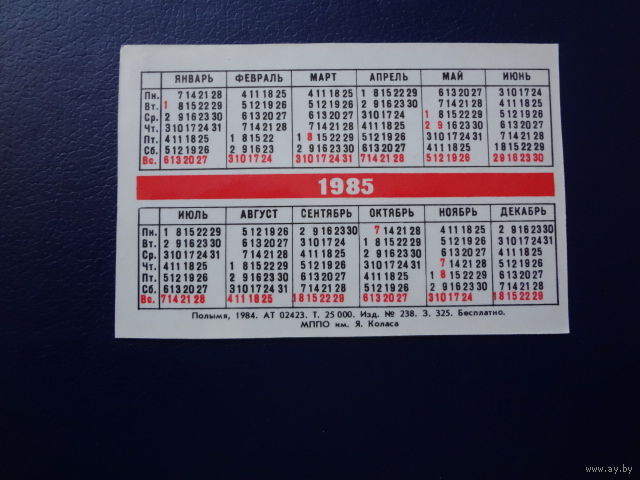 ЯНВАРЬ ФЕВРАЛЬ МАРТ АПРЕЛЬ МАЙ ИЮНЬ
Пн. 7 14 21 28 4 11 18 25 4 11 18 25 1 8 15 22 29 6 13 20 27 3 10 17 24
Вт. 1 8 15 22 29 5 12 19 26 5 12 19 26 2 9 16 23 30 7 14 21 28 4 11 18 25
Ср. 2 9 16 23 30 6 13 20 27 6 13 20 27 3 10 17 24 1 8 15 22 29 5 12 19 26
Чт. 3 10 17 24 31 7 14 21 28 7 14 21 28 4 11 18 25 2 9 16 23 30 6 13 20 27
Пт. 4 11 18 25 1 8 15 22 1 8 15 22 29 5 12 19 26 3 10 17 24 31 7 14 21 28
Сб. 5 12 19 26 2 9 16 23 2 9 16 23 30 6 13 20 27 4 11 18 25 1 8 15 22 29
Вс. 6 13 20 27 3 10 17 24 3 10 17 24 31 7 14 21 28 5 12 19 26 2 9 16 23 30
1985
ИЮЛЬ АВГУСТ СЕНТЯБРЬ ОКТЯБРЬ НОЯБРЬ ДЕКАБРЬ
Пн. 1 8 15 22 29 5 12 19 26 2 9 16 23 30 7 14 21 28 4 11 18 25 2 9 16 23 30
Вт. 2 9 16 23 30 6 13 20 27 3 10 17 24 1 8 15 22 29 5 12 19 26 3 10 17 24 31
Ср. 3 10 17 24 31 7 14 21 28 4 11 18 25 2 9 16 23 30 6 13 20 27 4 11 18 25
Чт. 4 11 18 25 1 8 15 22 29 5 12 19 26 3 10 17 24 31 7 14 21 28 5 12 19 26
Пт. 5 12 19 26 2 9 16 23 30 6 13 20 27 4 11 18 25 1 8 15 22 29 6 13 20 27
Сб. 6 13 20 27 3 10 17 24 31 7 14 21 28 5 12 19 26 2 9 16 23 30 7 14 21 28
Вс. 7 14 21 28 4 11 18 25 1 8 15 22 29 6 13 20 27 3 10 17 24 1 8 15 22 29
Полымя, 1984. АТ 02423. Т. 25 000. Изд. № 238. З. 325. Бесплатно.
МППО им. Я. Коласа
www.ay.by